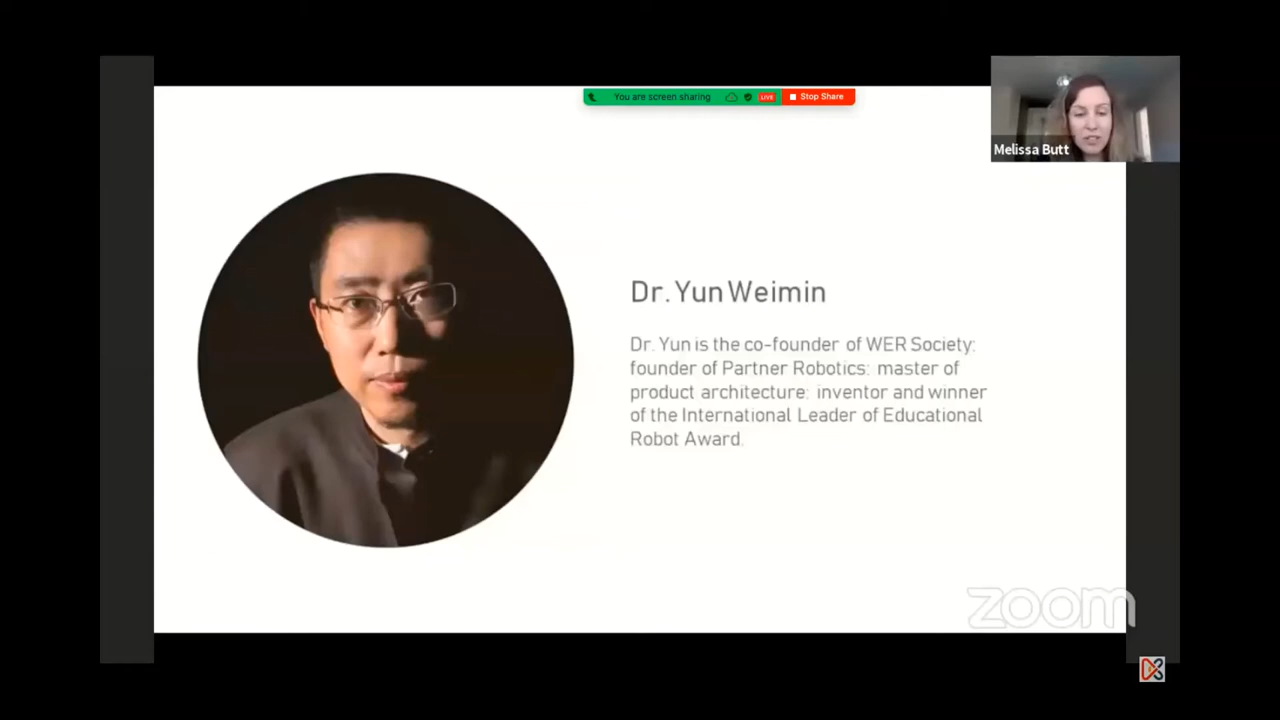 You are screen sharing LIVE Stop Share
Melissa Butt
Dr. Yun Weimin
Dr. Yun is the co-founder of WER Society;
founder of Partner Robotics; master of
product architecture; inventor and winner
of the International Leader of Educational
Robot Award.
zoom